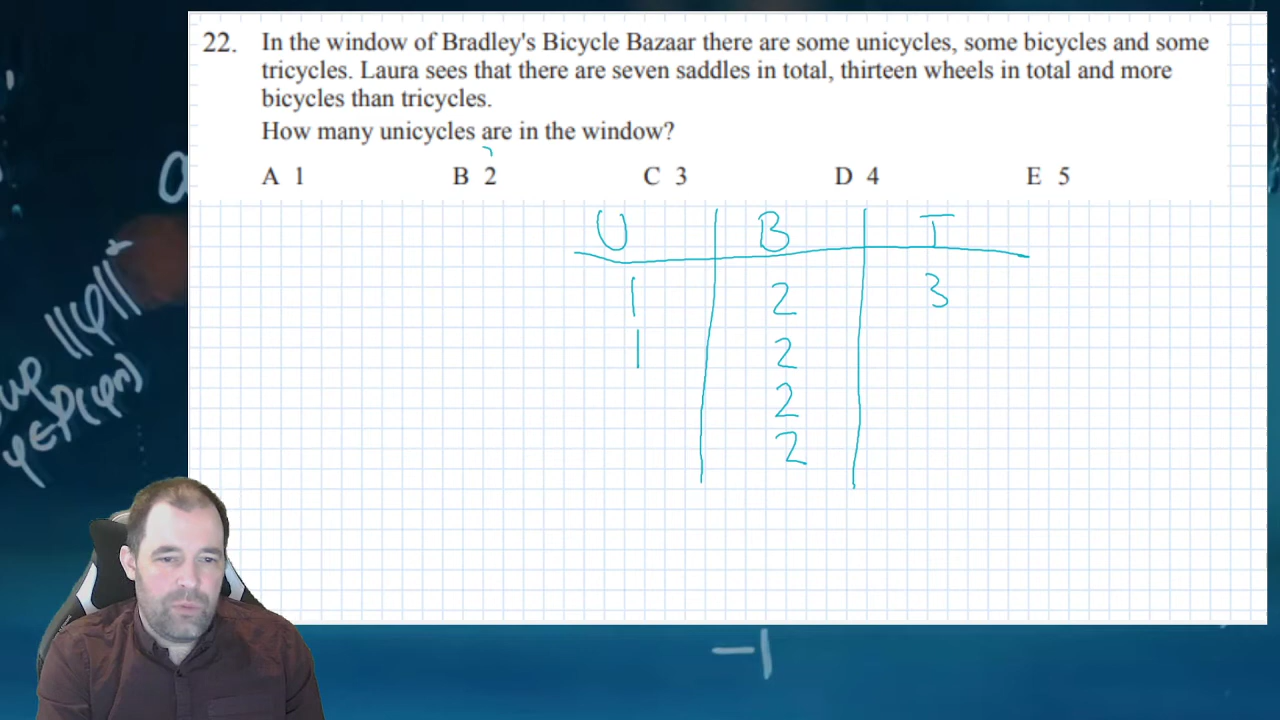 22. In the window of Bradley's Bicycle Bazaar there are some unicycles, some bicycles and some
tricycles. Laura sees that there are seven saddles in total, thirteen wheels in total and more
bicycles than tricycles.
How many unicycles are in the window?
A 1 B 2 C 3 D 4 E 5
U B T
1 2 3
1 2
2
2
||φ||
φ∈P(φn)
-1